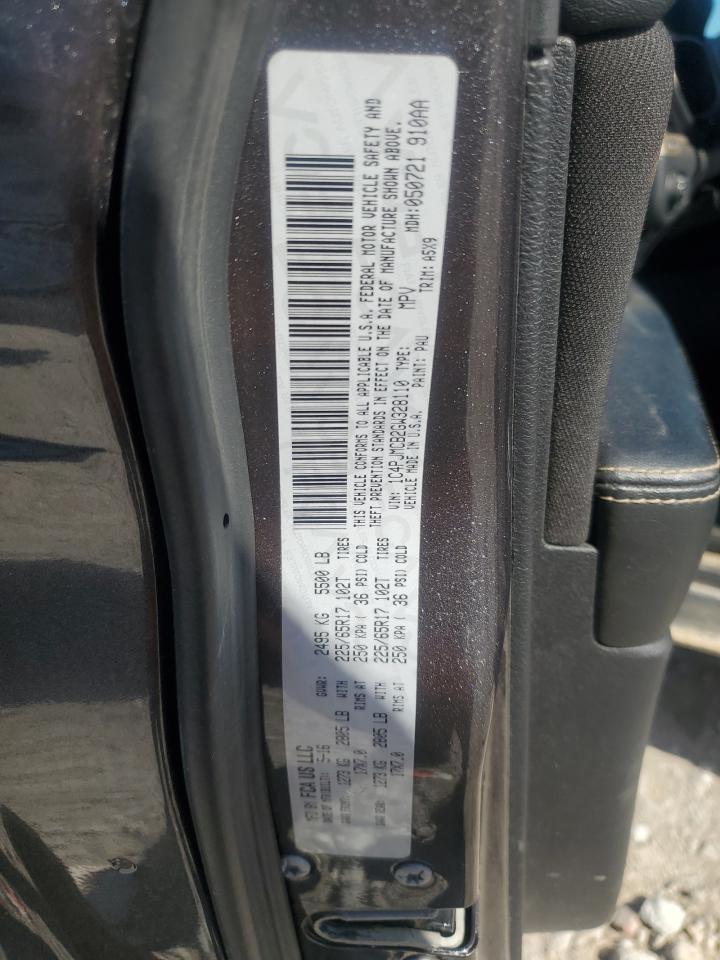 MFD BY FCA US LLC
DATE OF MFR: 5-16 GVWR: 2495 KG 5500 LB
GAWR FRONT: 1273 KG 2805 LB WITH 225/65R17 102T TIRES
17X7.0 RIMS AT 250 KPA ( 36 PSI) COLD
GAWR REAR: 1273 KG 2805 LB WITH 225/65R17 102T TIRES
17X7.0 RIMS AT 250 KPA ( 36 PSI) COLD
THIS VEHICLE CONFORMS TO ALL APPLICABLE U.S.A. FEDERAL MOTOR VEHICLE SAFETY AND
THEFT PREVENTION STANDARDS IN EFFECT ON THE DATE OF MANUFACTURE SHOWN ABOVE.
VIN: 1C4PJMCB2GW328110 TYPE: MPV MDH: 050721 910AA
VEHICLE MADE IN U.S.A. PAINT: PAU TRIM: A5X9